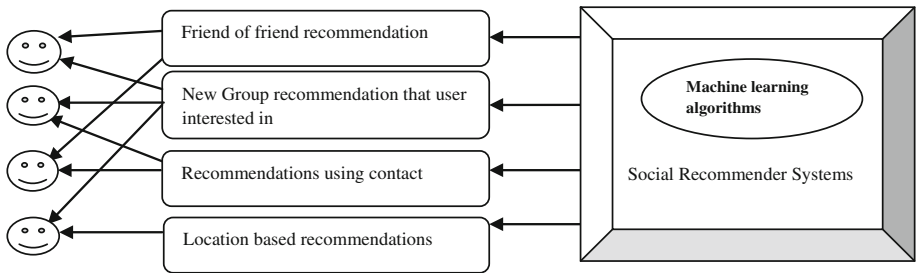 Friend of friend recommendation
New Group recommendation that user
interested in
Recommendations using contact
Location based recommendations
Machine learning
algorithms
Social Recommender Systems